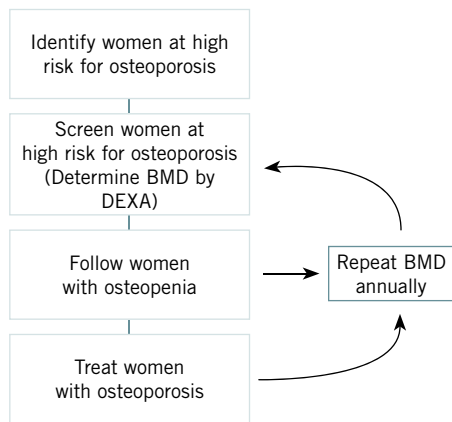 Identify women at high
risk for osteoporosis
Screen women at
high risk for osteoporosis
(Determine BMD by
DEXA)
Follow women
with osteopenia
Repeat BMD
annually
Treat women
with osteoporosis